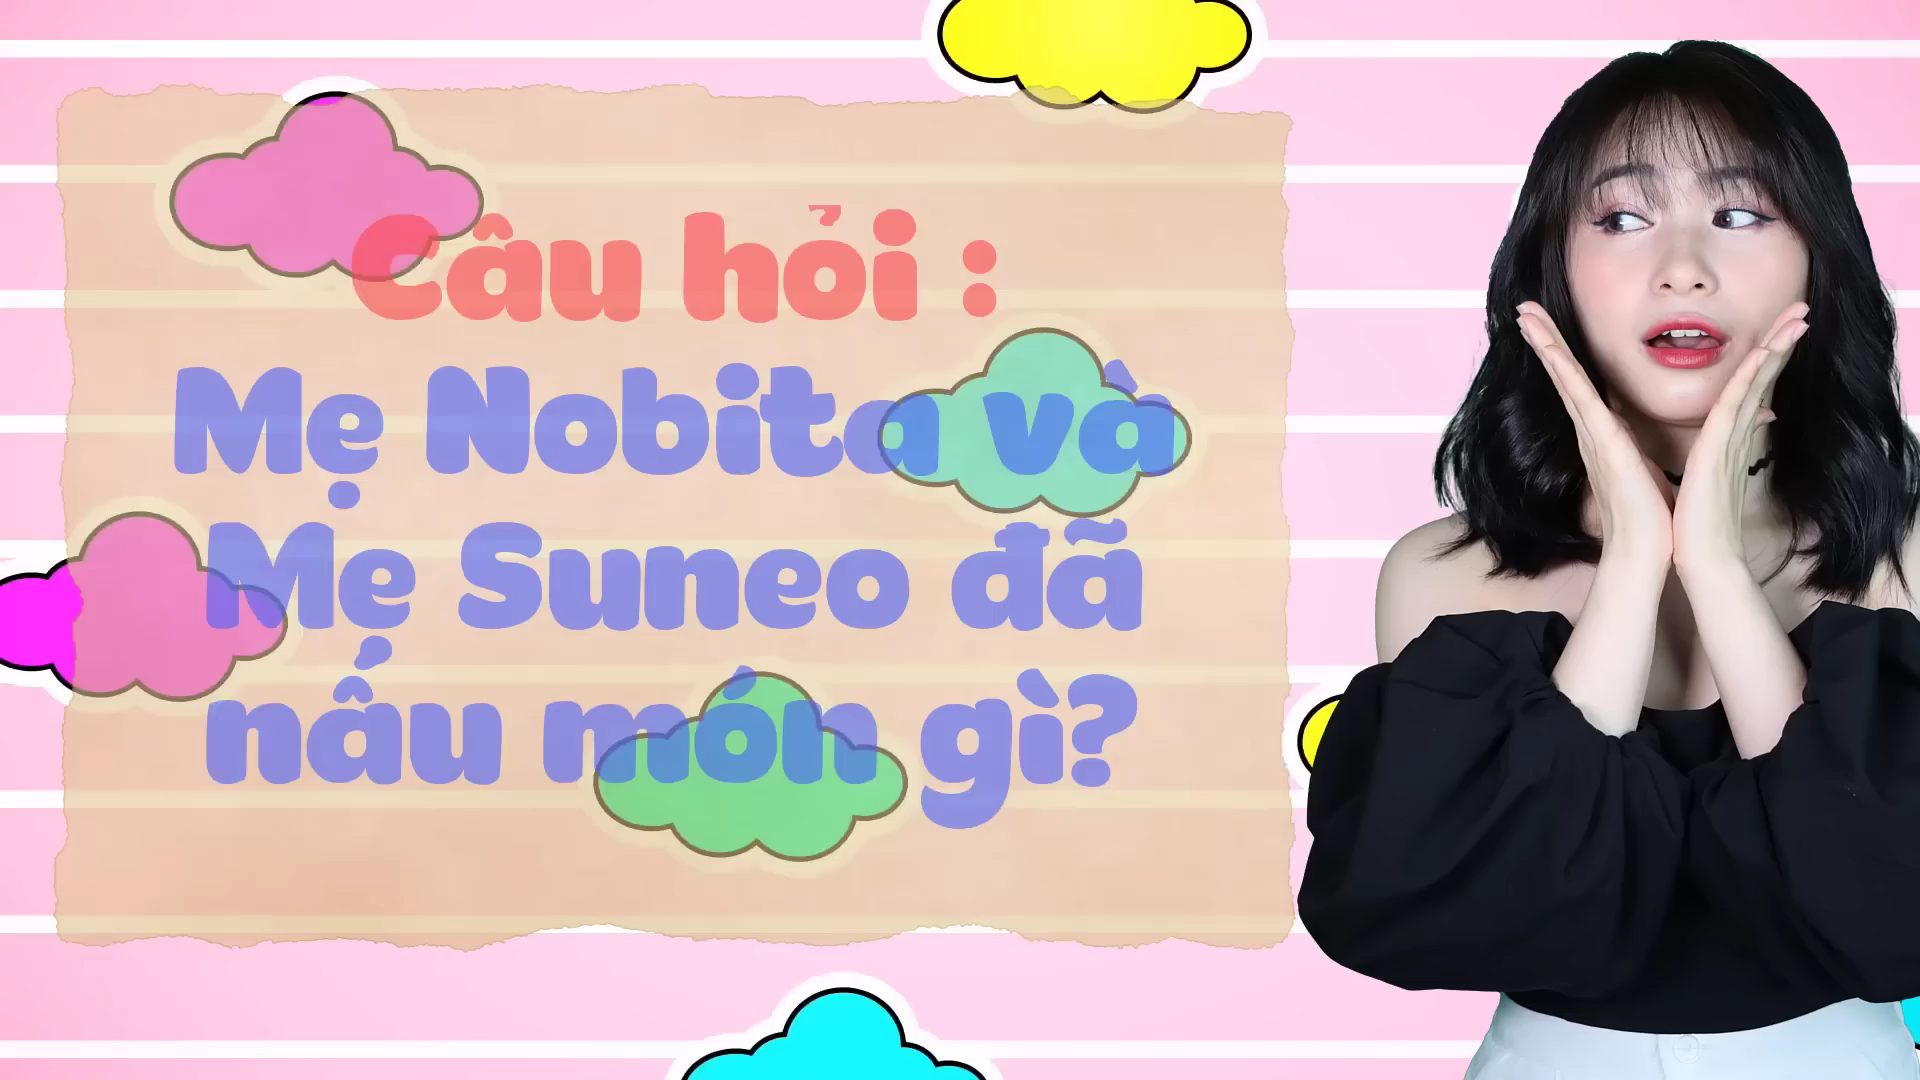 Câu hỏi :
Mẹ Nobita và
Mẹ Suneo đã
nấu món gì?